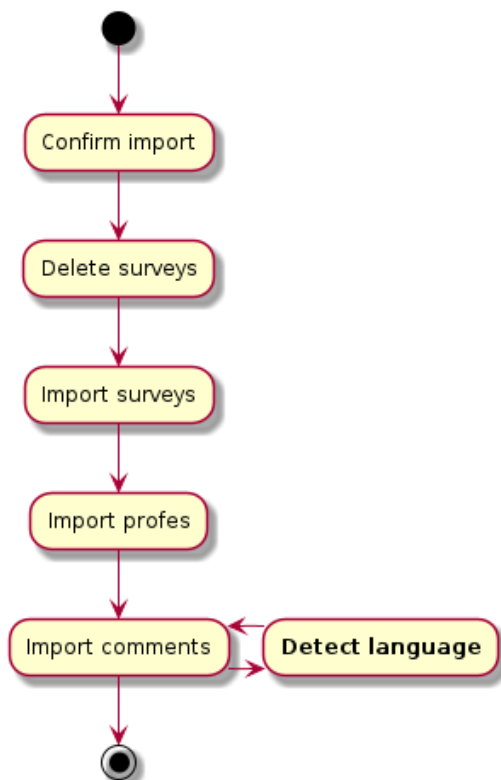 Confirm import
Delete surveys
Import surveys
Import profes
Import comments
Detect language